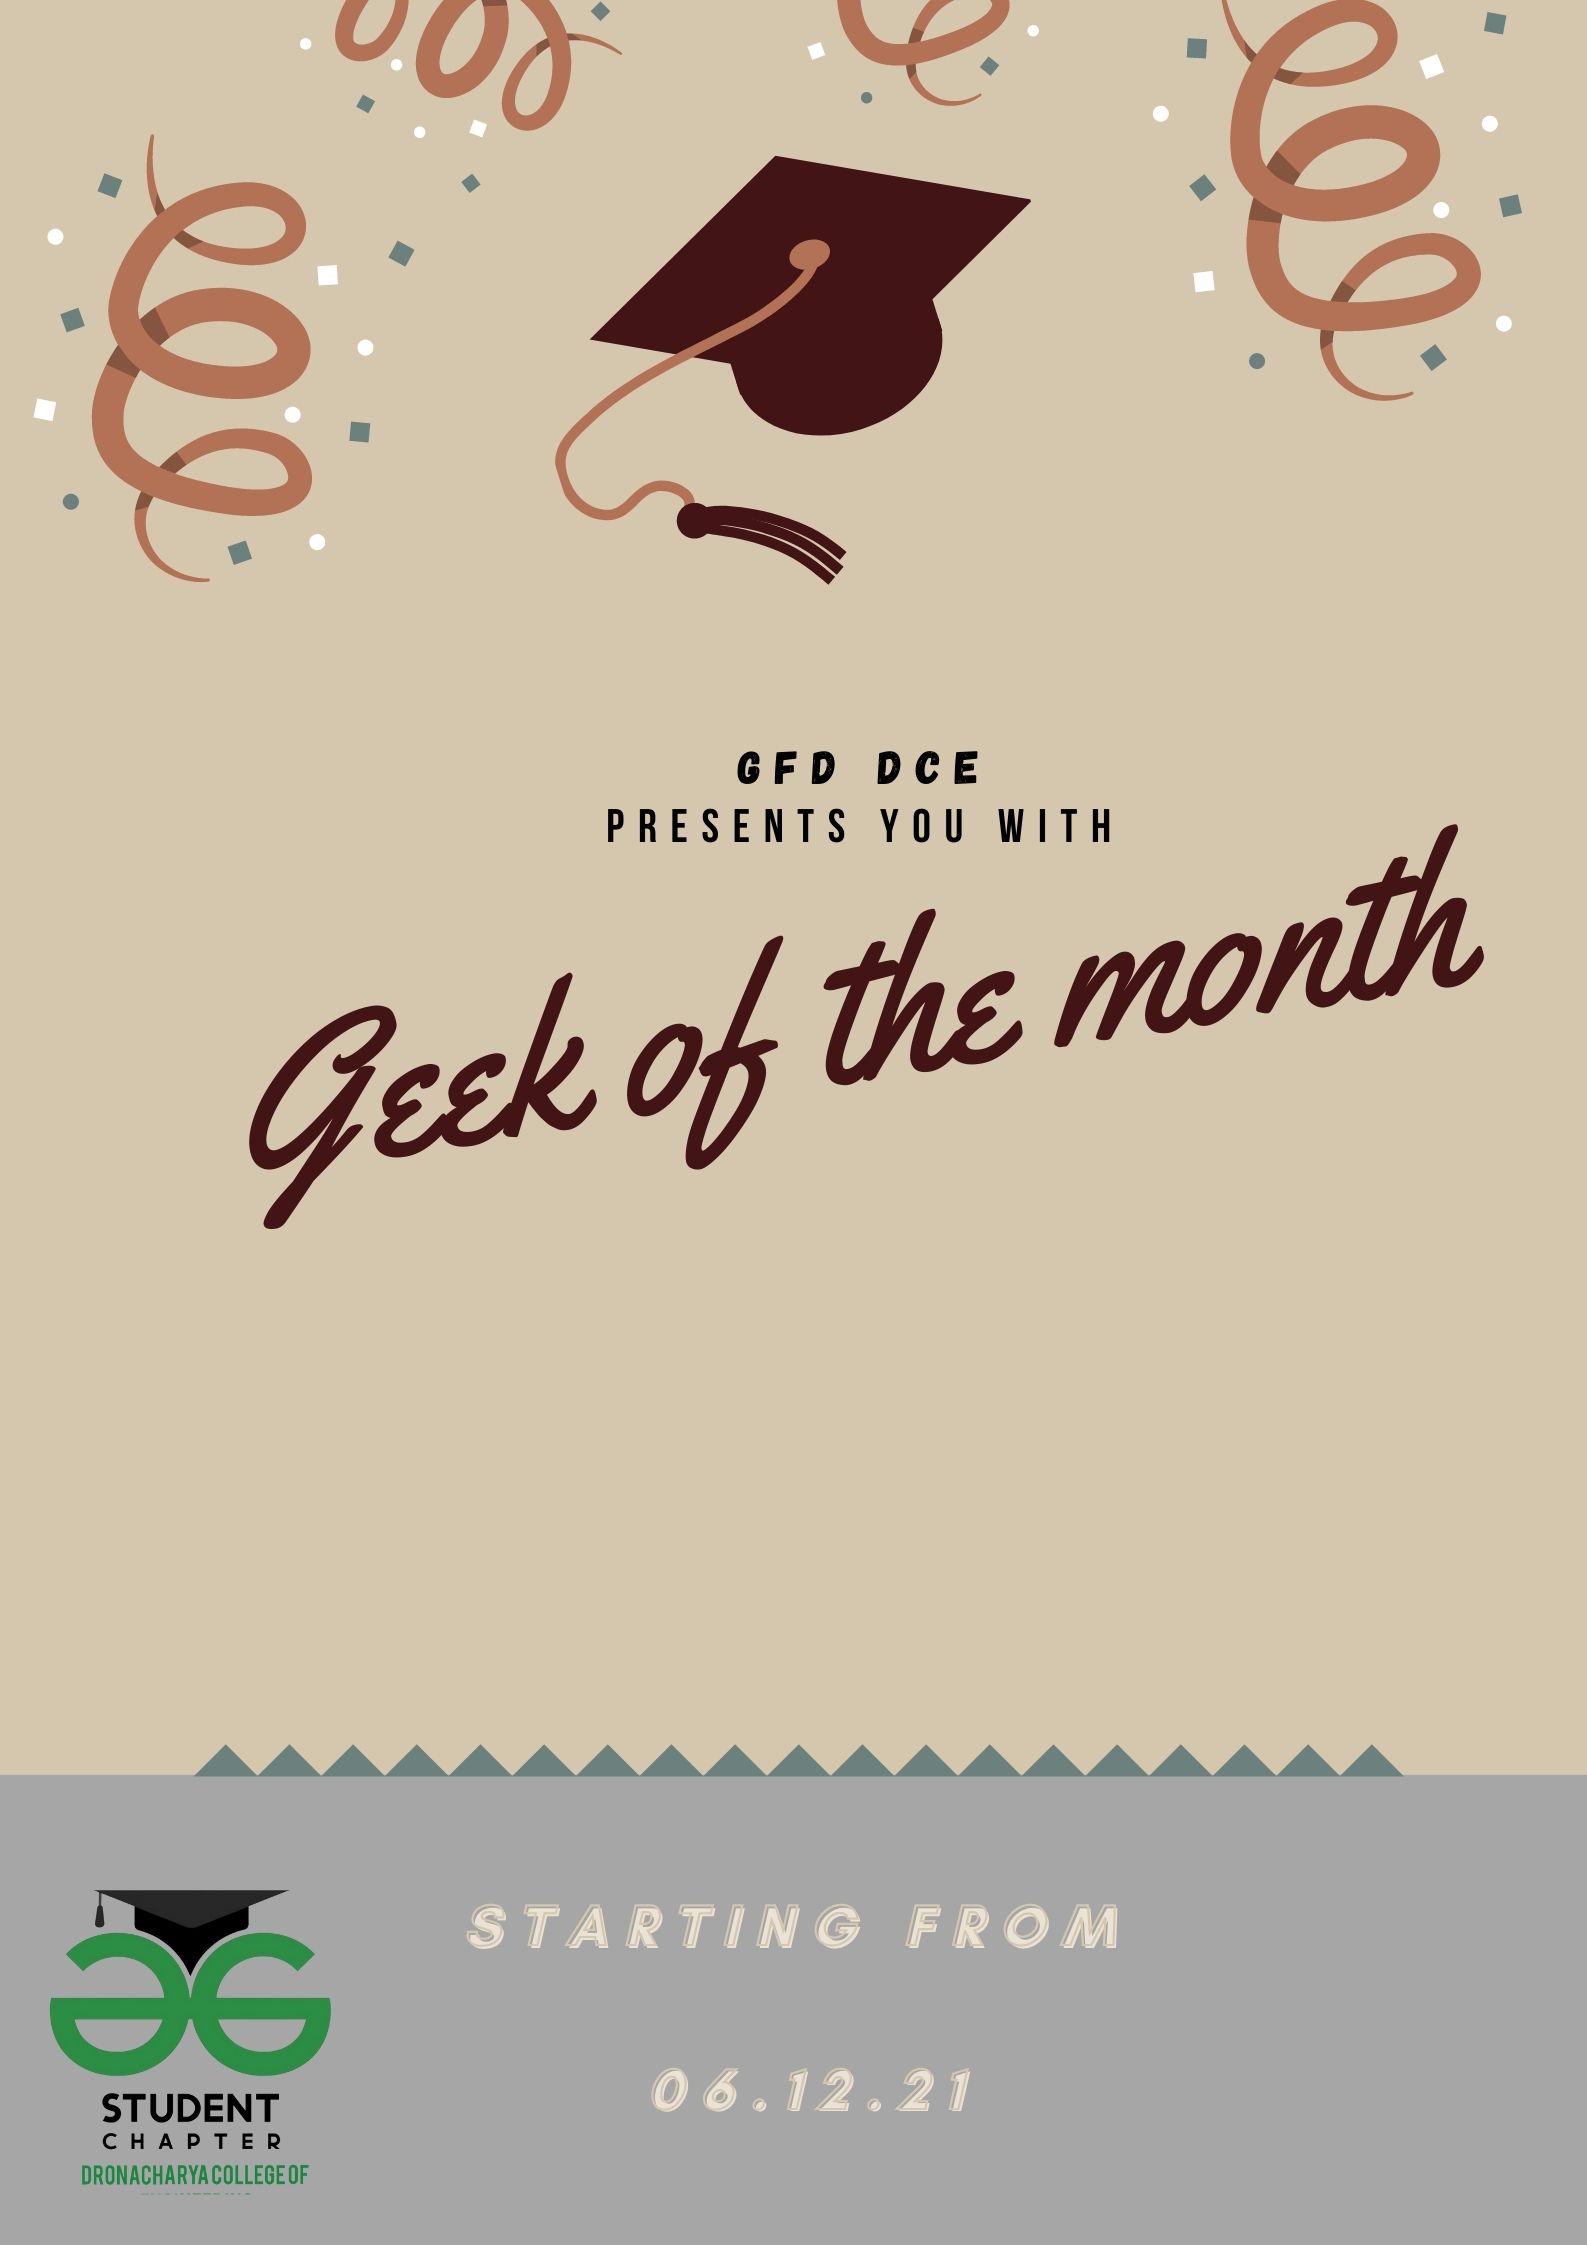 GFD DCE
PRESENTS YOU WITH
Geek of the month
STARTING FROM
06.12.21
STUDENT
CHAPTER
DRONACHARYA COLLEGE OF